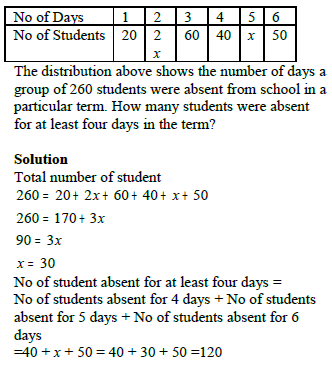 No of Days 1 2 3 4 5 6
No of Students 20 2x 60 40 x 50
The distribution above shows the number of days a
group of 260 students were absent from school in a
particular term. How many students were absent
for at least four days in the term?
Solution
Total number of student
260 = 20 + 2x + 60 + 40 + x + 50
260 = 170 + 3x
90 = 3x
x = 30
No of student absent for at least four days =
No of students absent for 4 days + No of students
absent for 5 days + No of students absent for 6
days
=40 + x + 50 = 40 + 30 + 50 =120